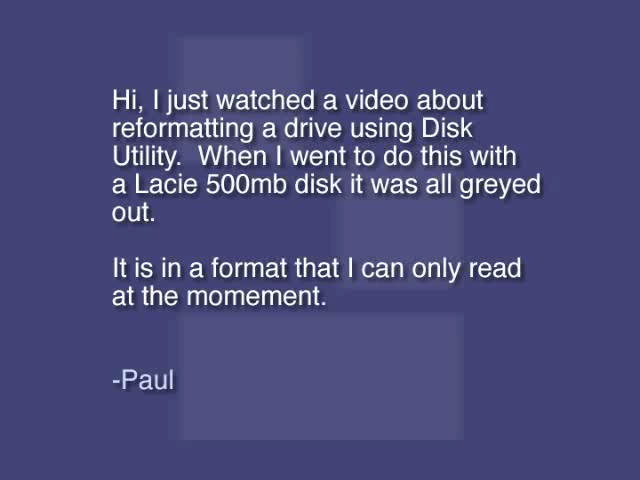 Hi, I just watched a video about
reformatting a drive using Disk
Utility.  When I went to do this with
a Lacie 500mb disk it was all greyed
out.
It is in a format that I can only read
at the momement.
-Paul